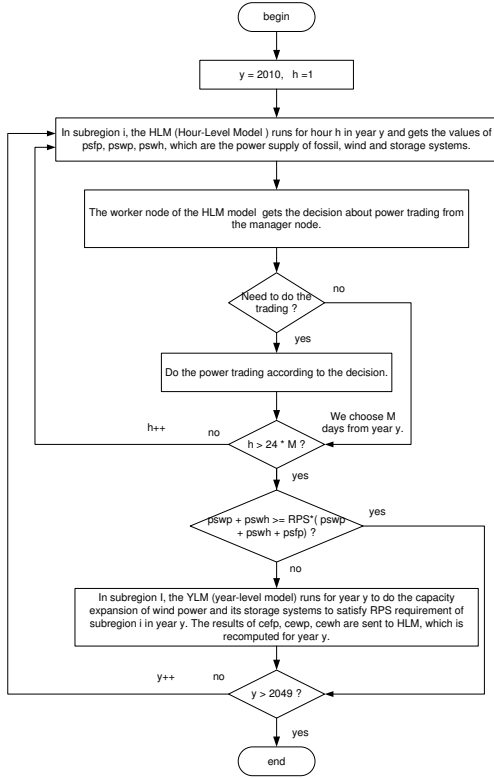 begin
y = 2010, h =1
In subregion i, the HLM (Hour-Level Model ) runs for hour h in year y and gets the values of
psfp, pswp, pswh, which are the power supply of fossil, wind and storage systems.
The worker node of the HLM model gets the decision about power trading from
the manager node.
Need to do the
trading ?
no
yes
Do the power trading according to the decision.
We choose M
days from year y.
h++
no
h > 24 * M ?
yes
pswp + pswh >= RPS*( pswp
+ pswh + psfp) ?
yes
no
In subregion I, the YLM (year-level model) runs for year y to do the capacity
expansion of wind power and its storage systems to satisfy RPS requirement of
subregion i in year y. The results of cefp, cewp, cewh are sent to HLM, which is
recomputed for year y.
y++
no
y > 2049 ?
yes
end